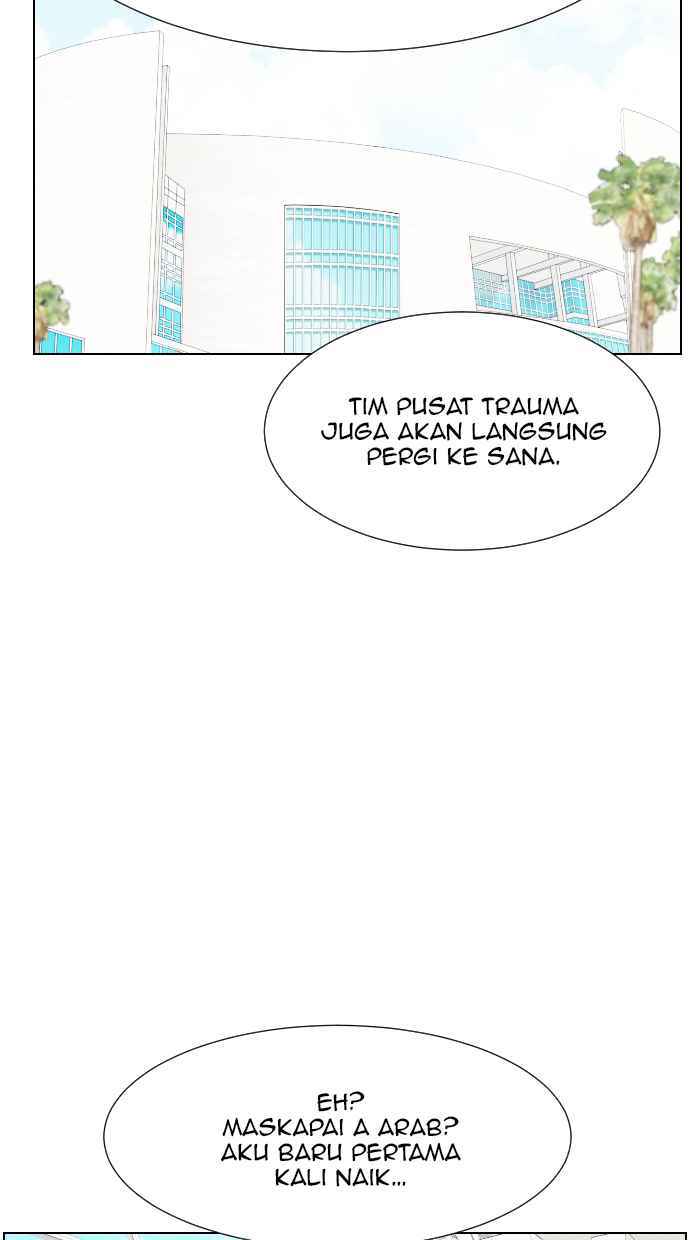 TIM PUSAT TRAUMA
JUGA AKAN LANGSUNG
PERGI KE SANA.
EH?
MASKAPAI A ARAB?
AKU BARU PERTAMA
KALI NAIK...